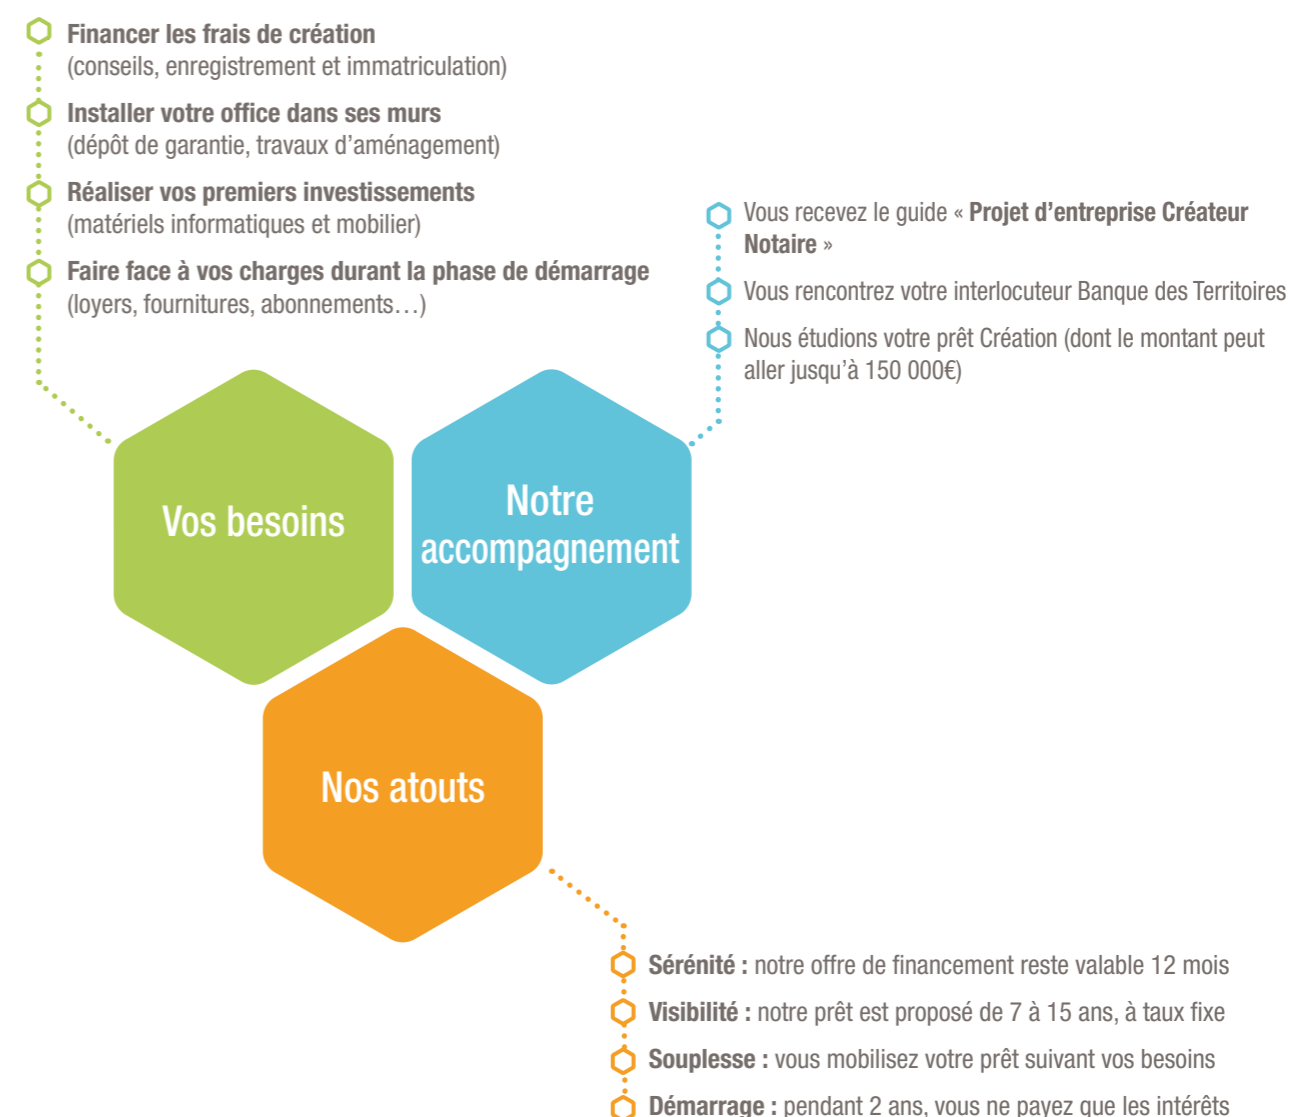 Financer les frais de création
(conseils, enregistrement et immatriculation)
Installer votre office dans ses murs
(dépôt de garantie, travaux d’aménagement)
Réaliser vos premiers investissements
(matériels informatiques et mobilier)
Faire face à vos charges durant la phase de démarrage
(loyers, fournitures, abonnements…)
Vous recevez le guide « Projet d’entreprise Créateur
Notaire »
Vous rencontrez votre interlocuteur Banque des Territoires
Nous étudions votre prêt Création (dont le montant peut
aller jusqu’à 150 000€)
Vos besoins
Notre
accompagnement
Nos atouts
Sérénité : notre offre de financement reste valable 12 mois
Visibilité : notre prêt est proposé de 7 à 15 ans, à taux fixe
Souplesse : vous mobilisez votre prêt suivant vos besoins
Démarrage : pendant 2 ans, vous ne payez que les intérêts